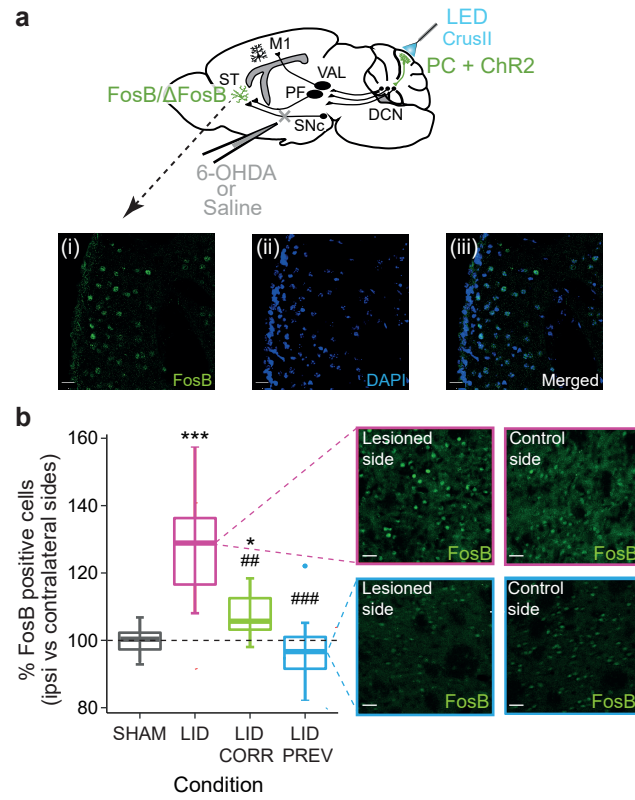 a
LED
CrusII
PC + ChR2
M1
ST
VAL
PF
FosB/ΔFosB
SNc
DCN
6-OHDA
or
Saline
(i)
FosB
(ii)
DAPI
(iii)
Merged
b
% FosB positive cells
(ipsi vs contralateral sides)
160
140
120
100
80
***
*
##
###
SHAM
LID
LID
CORR
LID
PREV
Condition
Lesioned
side
FosB
Control
side
FosB
Lesioned
side
FosB
Control
side
FosB